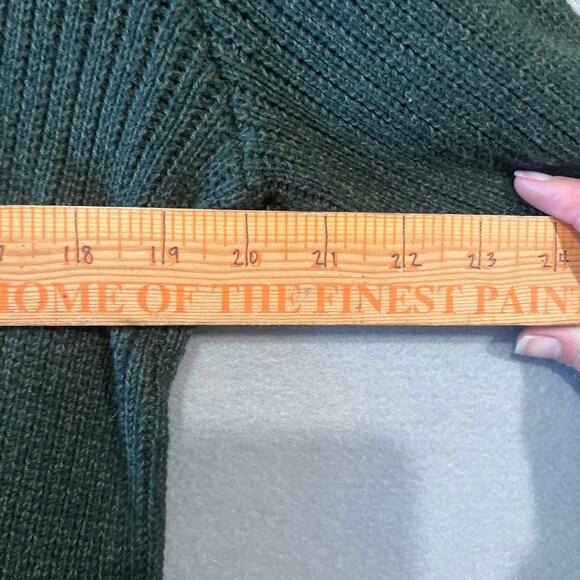 18 19 20 21 22 23 24
HOME OF THE FINEST PAINT